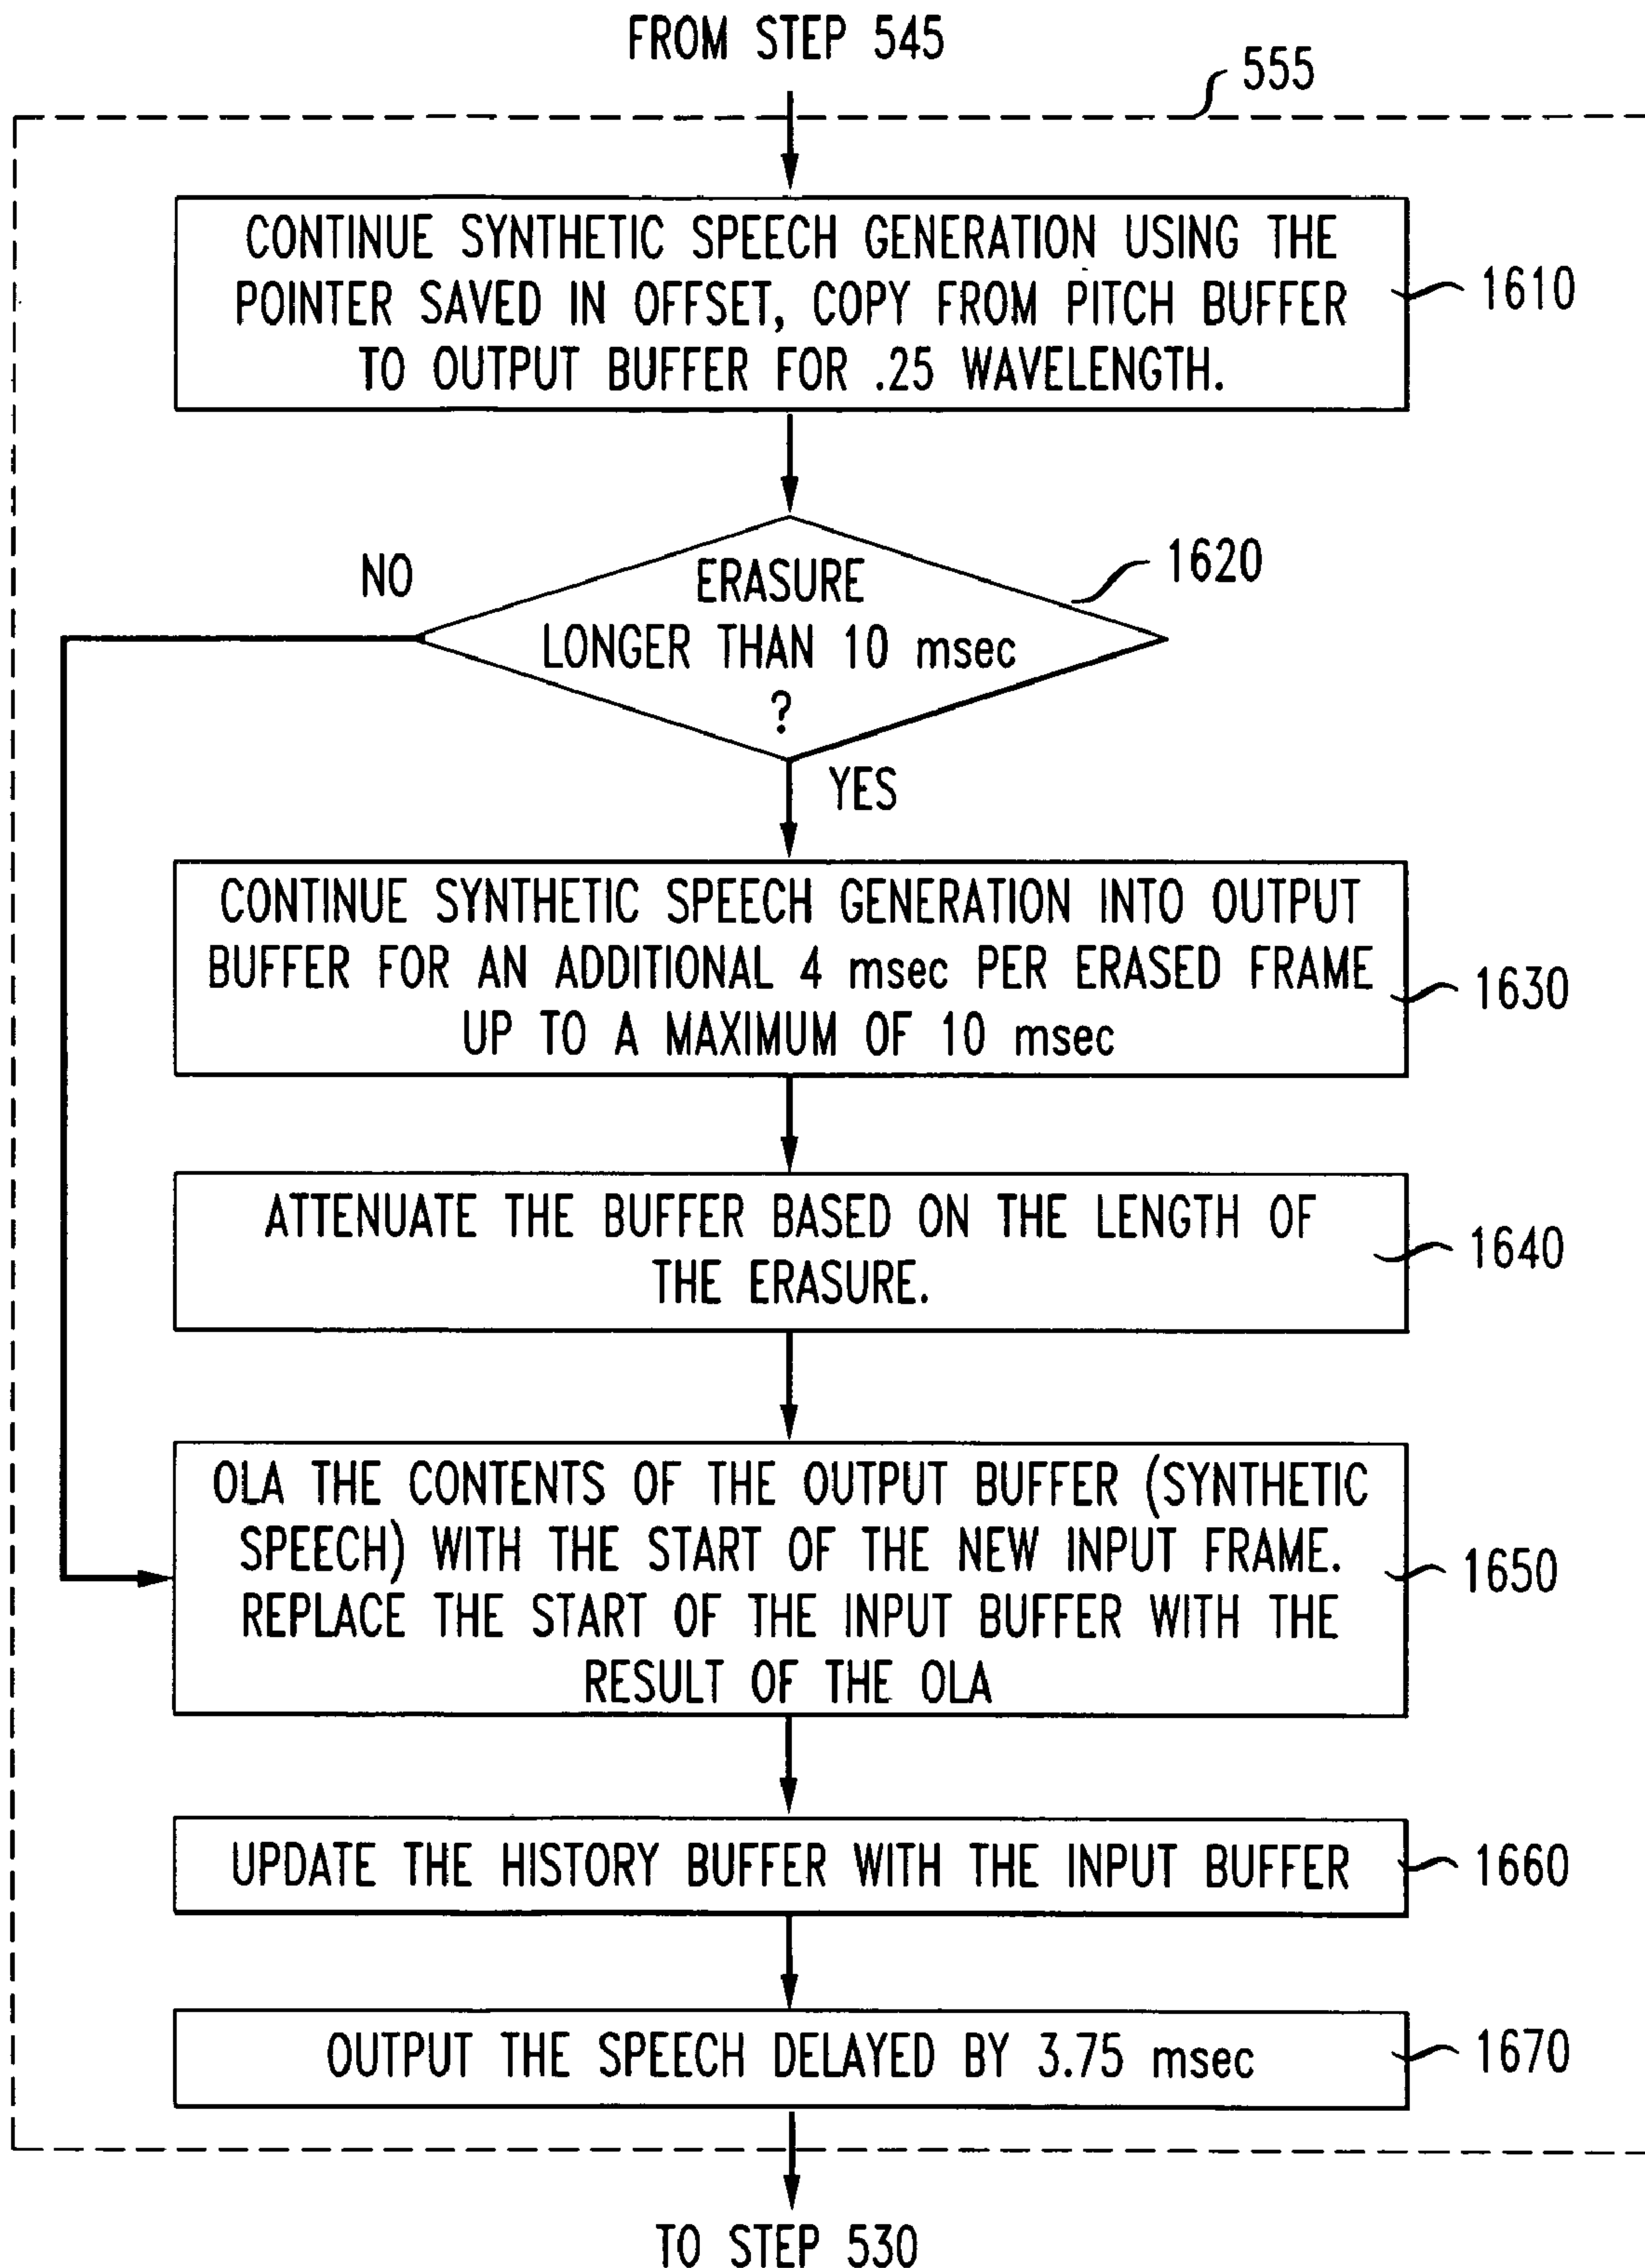 FROM STEP 545
555
CONTINUE SYNTHETIC SPEECH GENERATION USING THE
POINTER SAVED IN OFFSET, COPY FROM PITCH BUFFER
TO OUTPUT BUFFER FOR .25 WAVELENGTH.
1610
NO
ERASURE
LONGER THAN 10 msec
?
1620
YES
CONTINUE SYNTHETIC SPEECH GENERATION INTO OUTPUT
BUFFER FOR AN ADDITIONAL 4 msec PER ERASED FRAME
UP TO A MAXIMUM OF 10 msec
1630
ATTENUATE THE BUFFER BASED ON THE LENGTH OF
THE ERASURE.
1640
OLA THE CONTENTS OF THE OUTPUT BUFFER (SYNTHETIC
SPEECH) WITH THE START OF THE NEW INPUT FRAME.
REPLACE THE START OF THE INPUT BUFFER WITH THE
RESULT OF THE OLA
1650
UPDATE THE HISTORY BUFFER WITH THE INPUT BUFFER
1660
OUTPUT THE SPEECH DELAYED BY 3.75 msec
1670
TO STEP 530